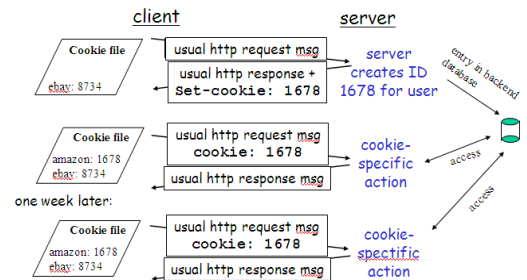 client
server
Cookie file
ebay: 8734
usual http request msg
usual http response +
Set-cookie: 1678
server
creates ID
1678 for user
entry in backend
database
Cookie file
amazon: 1678
ebay: 8734
usual http request msg
cookie: 1678
usual http response msg
cookie-
specific
action
access
access
one week later:
Cookie file
amazon: 1678
ebay: 8734
usual http request msg
cookie: 1678
usual http response msg
cookie-
spectific
action